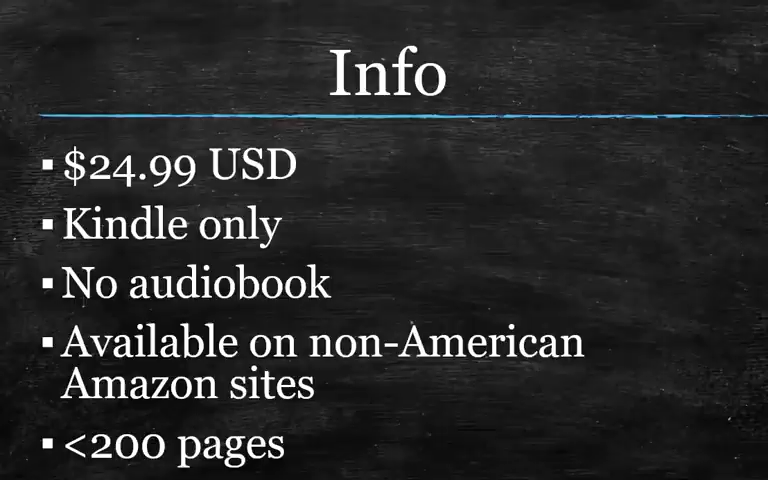 Info
▪ $24.99 USD
▪ Kindle only
▪ No audiobook
▪ Available on non-American
Amazon sites
▪ <200 pages